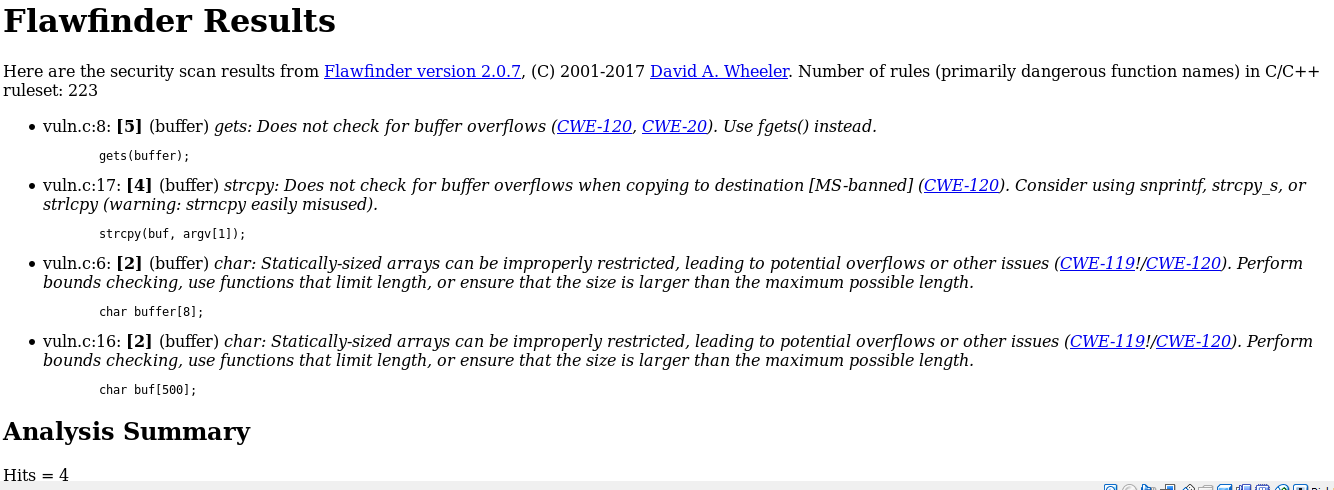 Flawfinder Results
Here are the security scan results from Flawfinder version 2.0.7, (C) 2001-2017 David A. Wheeler. Number of rules (primarily dangerous function names) in C/C++
ruleset: 223
• vuln.c:8: [5] (buffer) gets: Does not check for buffer overflows (CWE-120, CWE-20). Use fgets() instead.
gets(buffer);
• vuln.c:17: [4] (buffer) strcpy: Does not check for buffer overflows when copying to destination [MS-banned] (CWE-120). Consider using snprintf, strcpy_s, or
strlcpy (warning: strncpy easily misused).
strcpy(buf, argv[1]);
• vuln.c:6: [2] (buffer) char: Statically-sized arrays can be improperly restricted, leading to potential overflows or other issues (CWE-119!/CWE-120). Perform
bounds checking, use functions that limit length, or ensure that the size is larger than the maximum possible length.
char buffer[8];
• vuln.c:16: [2] (buffer) char: Statically-sized arrays can be improperly restricted, leading to potential overflows or other issues (CWE-119!/CWE-120). Perform
bounds checking, use functions that limit length, or ensure that the size is larger than the maximum possible length.
char buf[500];
Analysis Summary
Hits = 4